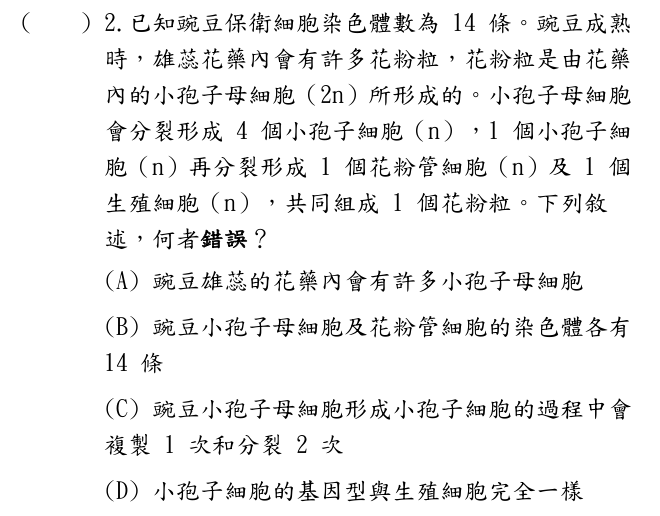 (　　) 2. 已知豌豆保衛細胞染色體數為 14 條。豌豆成熟
時，雄蕊花藥內會有許多花粉粒，花粉粒是由花藥
內的小孢子母細胞（2n）所形成的。小孢子母細胞
會分裂形成 4 個小孢子細胞（n），1 個小孢子細
胞（n）再分裂形成 1 個花粉管細胞（n）及 1 個
生殖細胞（n），共同組成 1 個花粉粒。下列敘
述，何者錯誤？
(A) 豌豆雄蕊的花藥內會有許多小孢子母細胞
(B) 豌豆小孢子母細胞及花粉管細胞的染色體各有
14 條
(C) 豌豆小孢子母細胞形成小孢子細胞的過程中會
複製 1 次和分裂 2 次
(D) 小孢子細胞的基因型與生殖細胞完全一樣